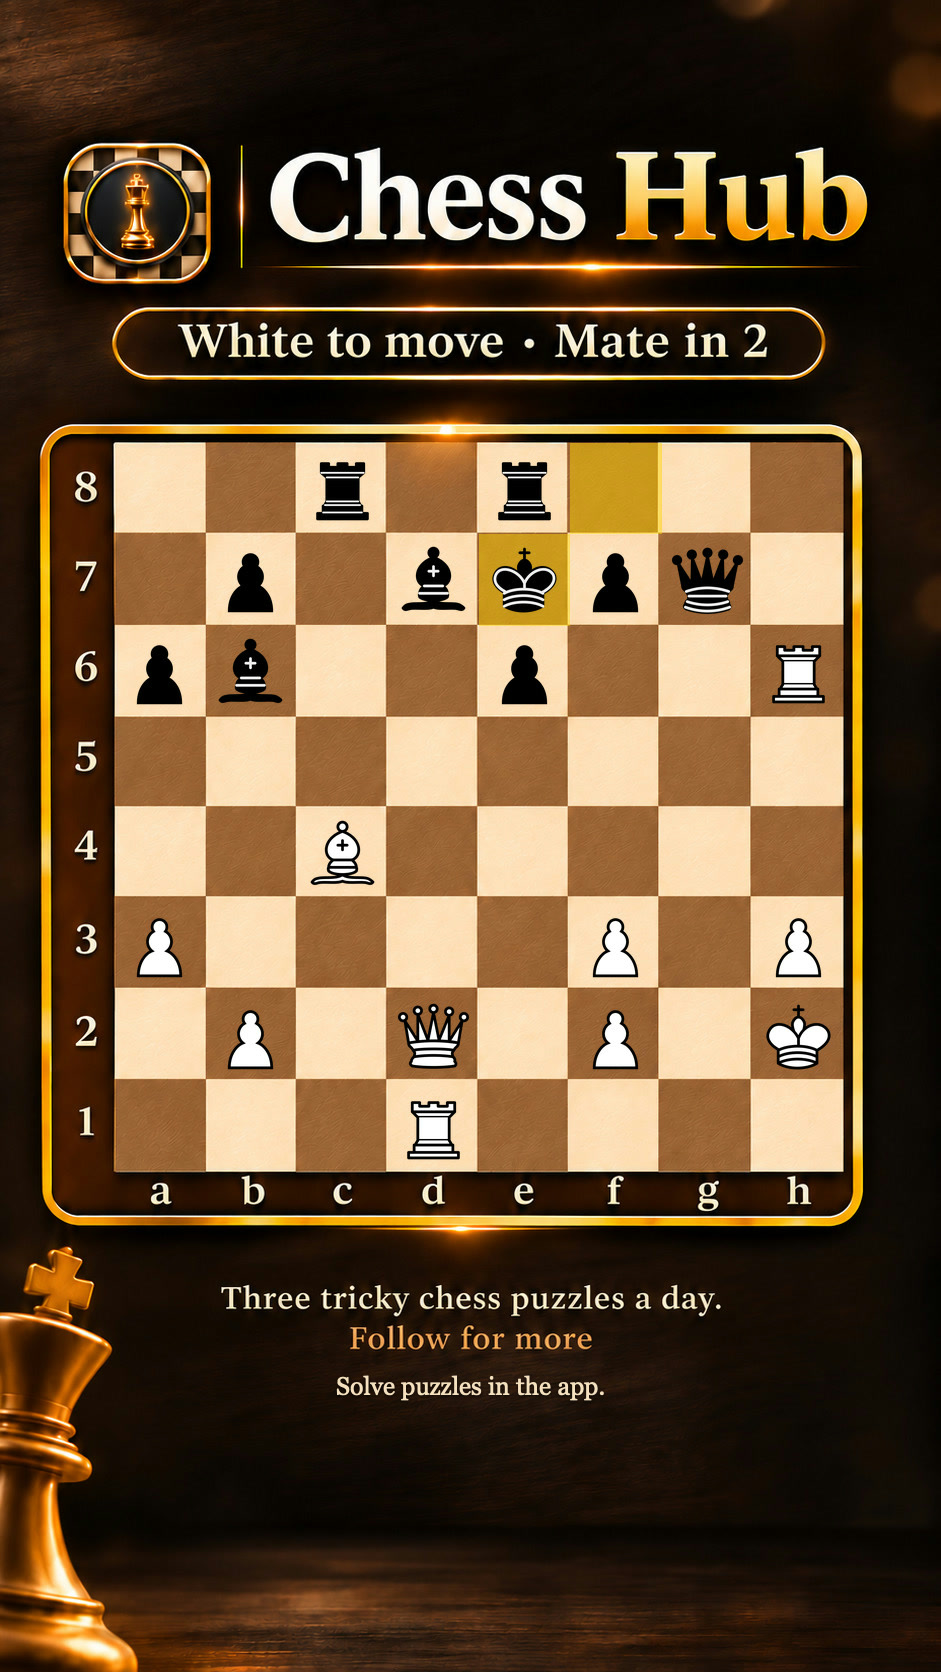 Chess Hub
White to move • Mate in 2
8
7
6
5
4
3
2
1
a b c d e f g h
Three tricky chess puzzles a day.
Follow for more
Solve puzzles in the app.